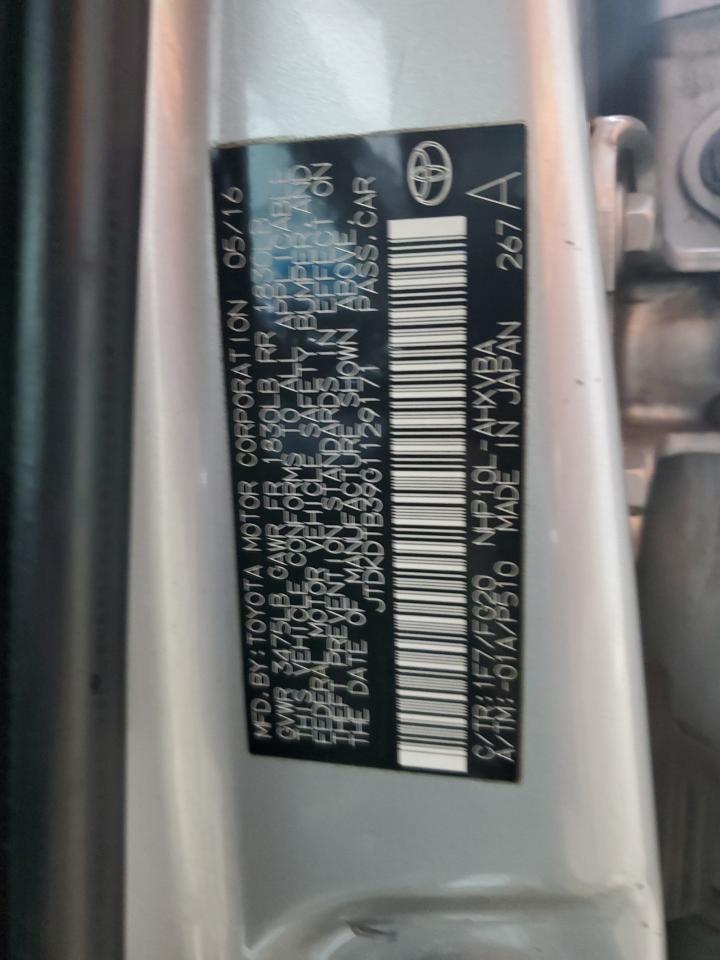 MFD.BY:TOYOTA MOTOR CORPORATION 05/16
GVWR 3475LB GAWR FR 1830LB RR 1830LB
THIS VEHICLE CONFORMS TO ALL APPLICABLE
FEDERAL MOTOR VEHICLE SAFETY, BUMPER, AND
THEFT PREVENTION STANDARDS IN EFFECT ON
THE DATE OF MANUFACTURE SHOWN ABOVE.
JTDKDTB39G1129171 PASS.CAR
C/TR:1F7/FG20 NHP10L-AHXVBA
A/TM:-01A/P510 MADE IN JAPAN 267A